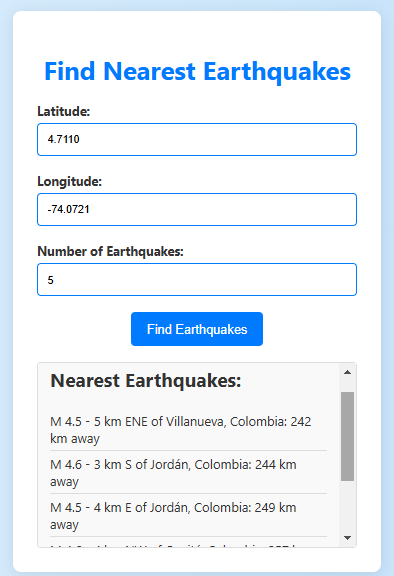 Find Nearest Earthquakes
Latitude:
4.7110
Longitude:
-74.0721
Number of Earthquakes:
5
Find Earthquakes
Nearest Earthquakes:
M 4.5 - 5 km ENE of Villanueva, Colombia: 242
km away
M 4.6 - 3 km S of Jordán, Colombia: 244 km
away
M 4.5 - 4 km E of Jordán, Colombia: 249 km
away